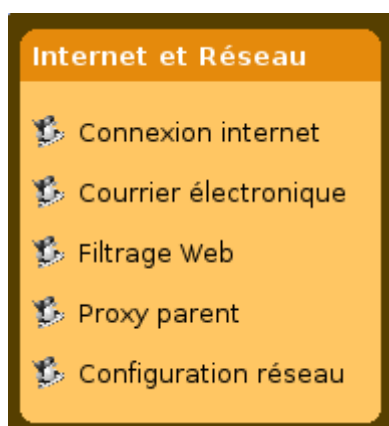 Internet et Réseau
Connexion internet
Courrier électronique
Filtrage Web
Proxy parent
Configuration réseau